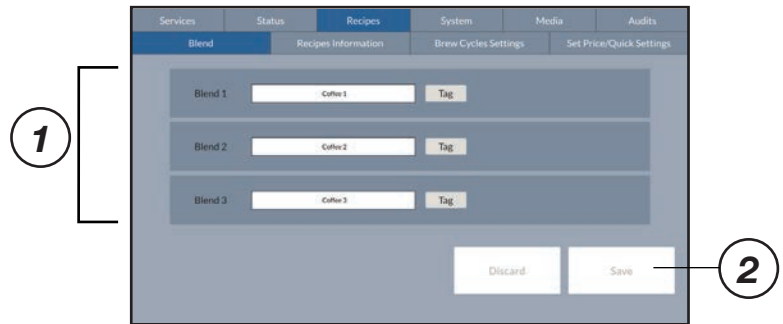 Services Status Recipes System Media Audits
Blend Recipes Information Brew Cycles Settings Set Price/Quick Settings
1
Blend 1 Coffee 1 Tag
Blend 2 Coffee 2 Tag
Blend 3 Coffee 3 Tag
Discard Save 2